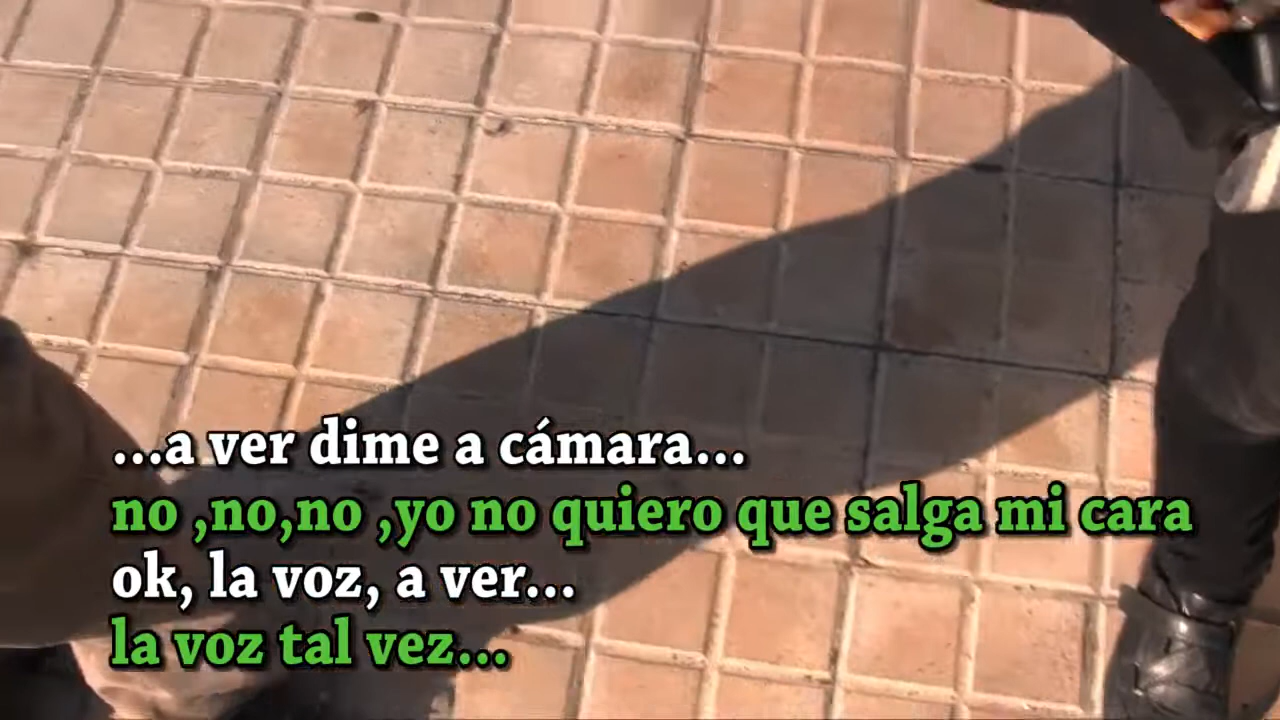 ...a ver dime a cámara...
no ,no,no ,yo no quiero que salga mi cara
ok, la voz, a ver...
la voz tal vez...